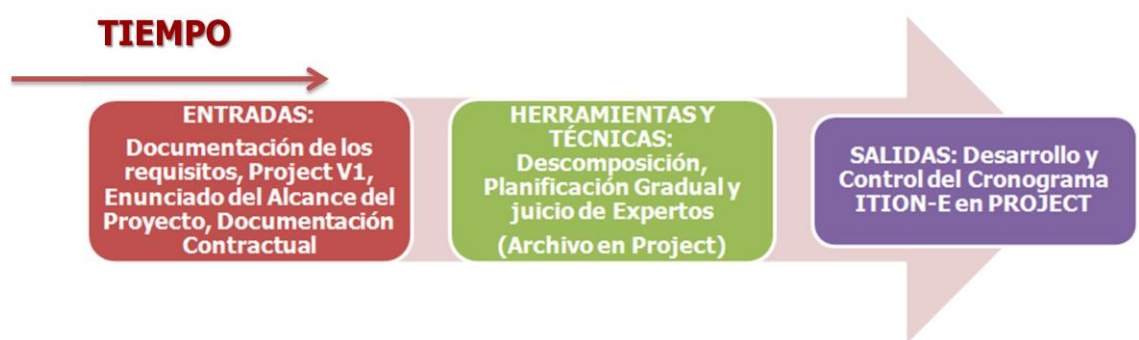 TIEMPO
ENTRADAS:
Documentación de los
requisitos, Project V1,
Enunciado del Alcance del
Proyecto, Documentación
Contractual
HERRAMIENTAS Y
TÉCNICAS:
Descomposición,
Planificación Gradual y
juicio de Expertos
(Archivo en Project)
SALIDAS: Desarrollo y
Control del Cronograma
ITION-E en PROJECT